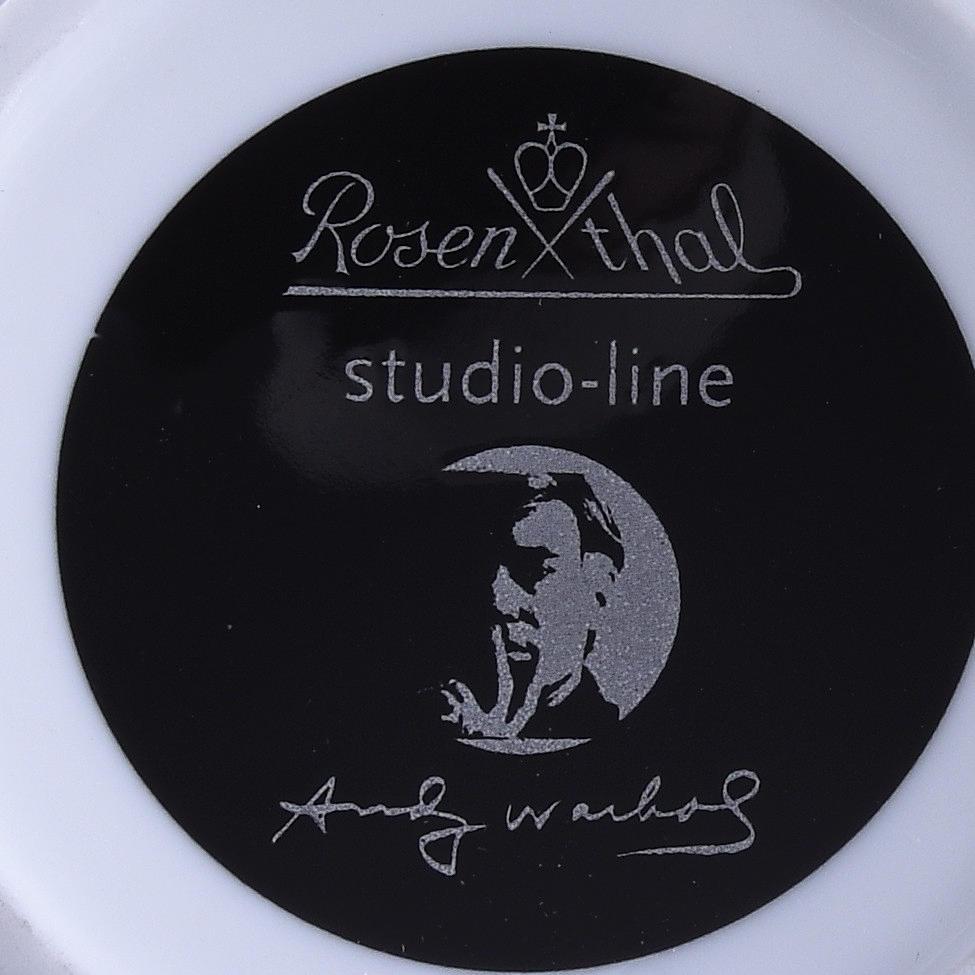 Rosenthal
studio-line
Andy Warhol